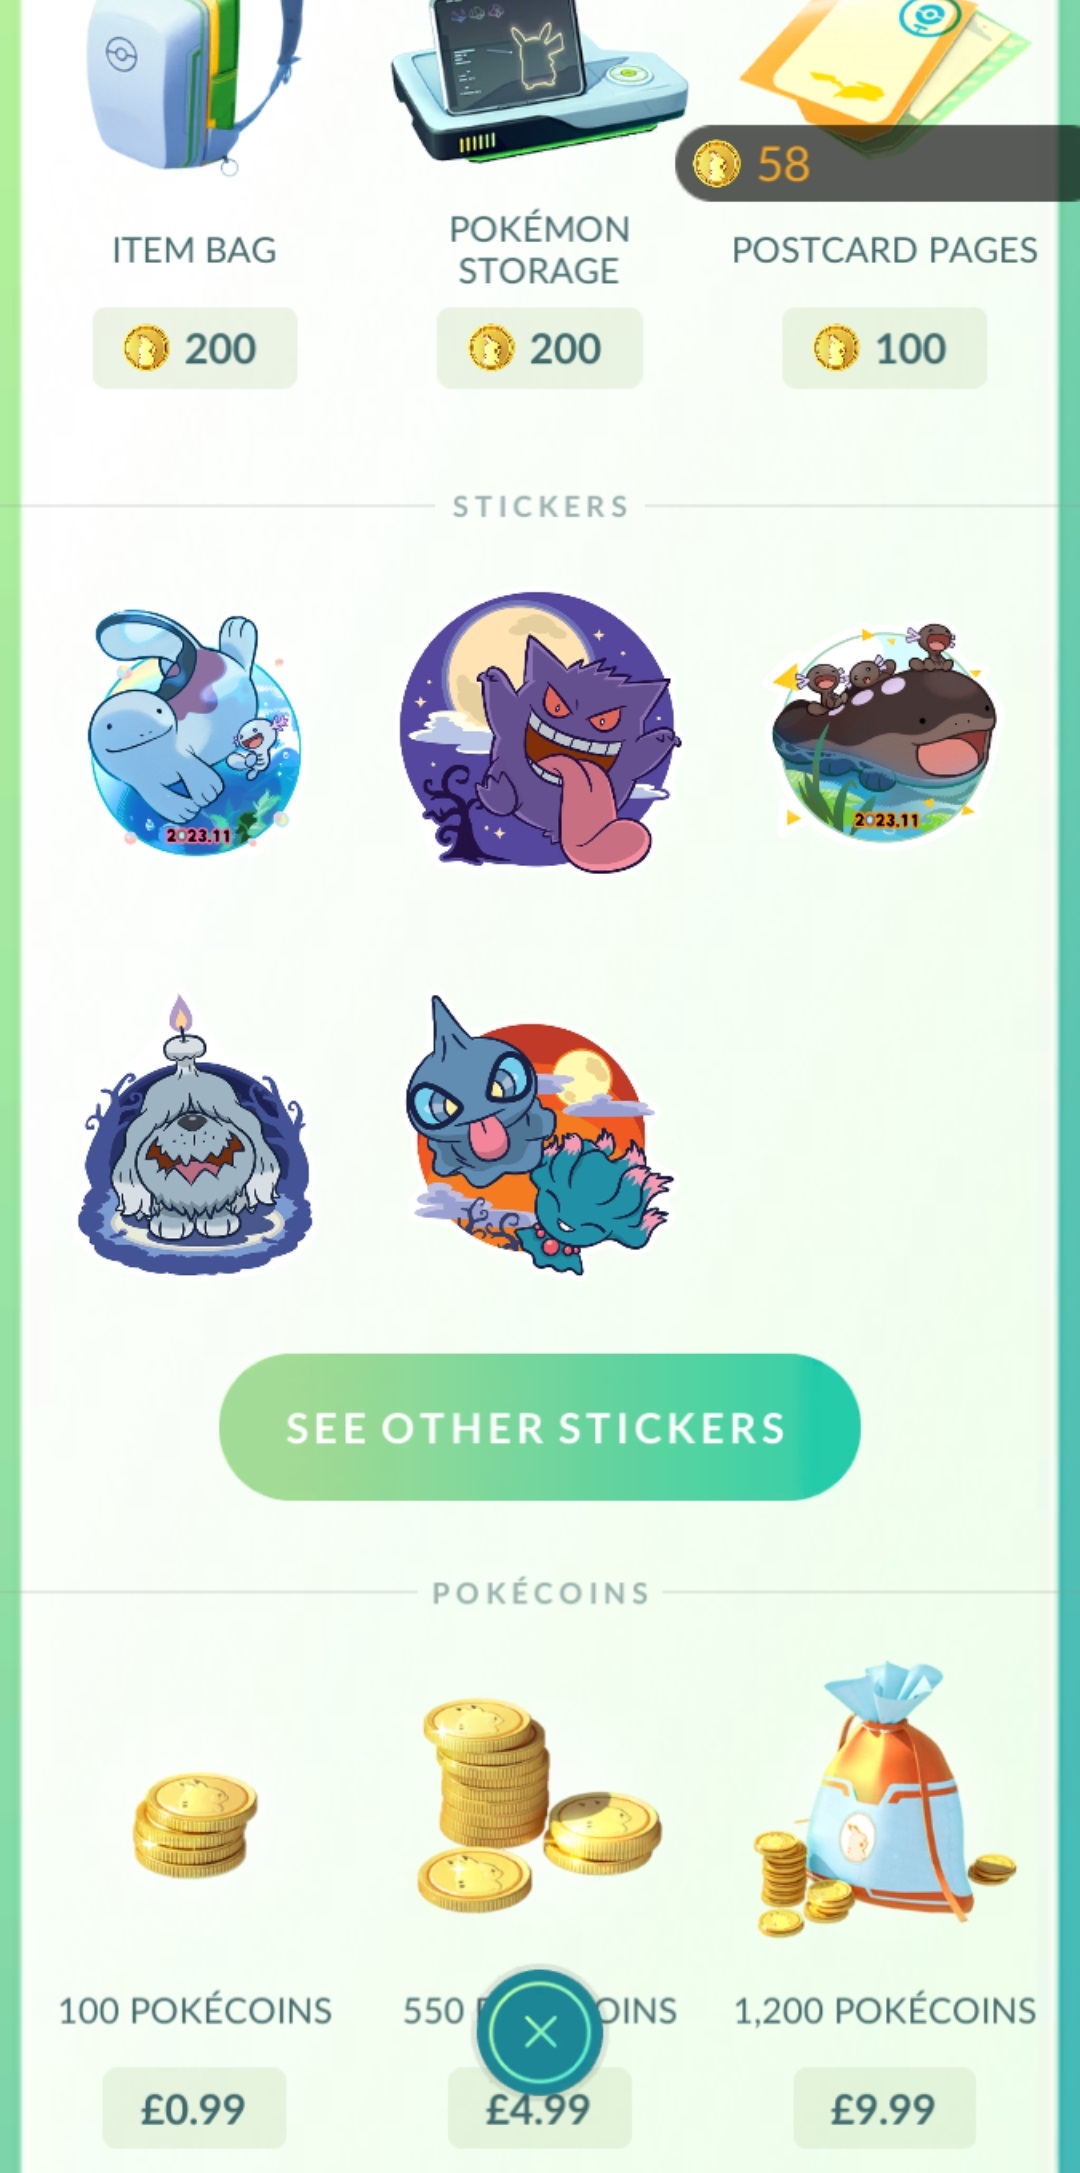 58
ITEM BAG
POKÉMON
STORAGE
POSTCARD PAGES
200
200
100
STICKERS
2023.11
2023.11
SEE OTHER STICKERS
POKÉCOINS
100 POKÉCOINS
550 OINS
1,200 POKÉCOINS
£0.99
£4.99
£9.99